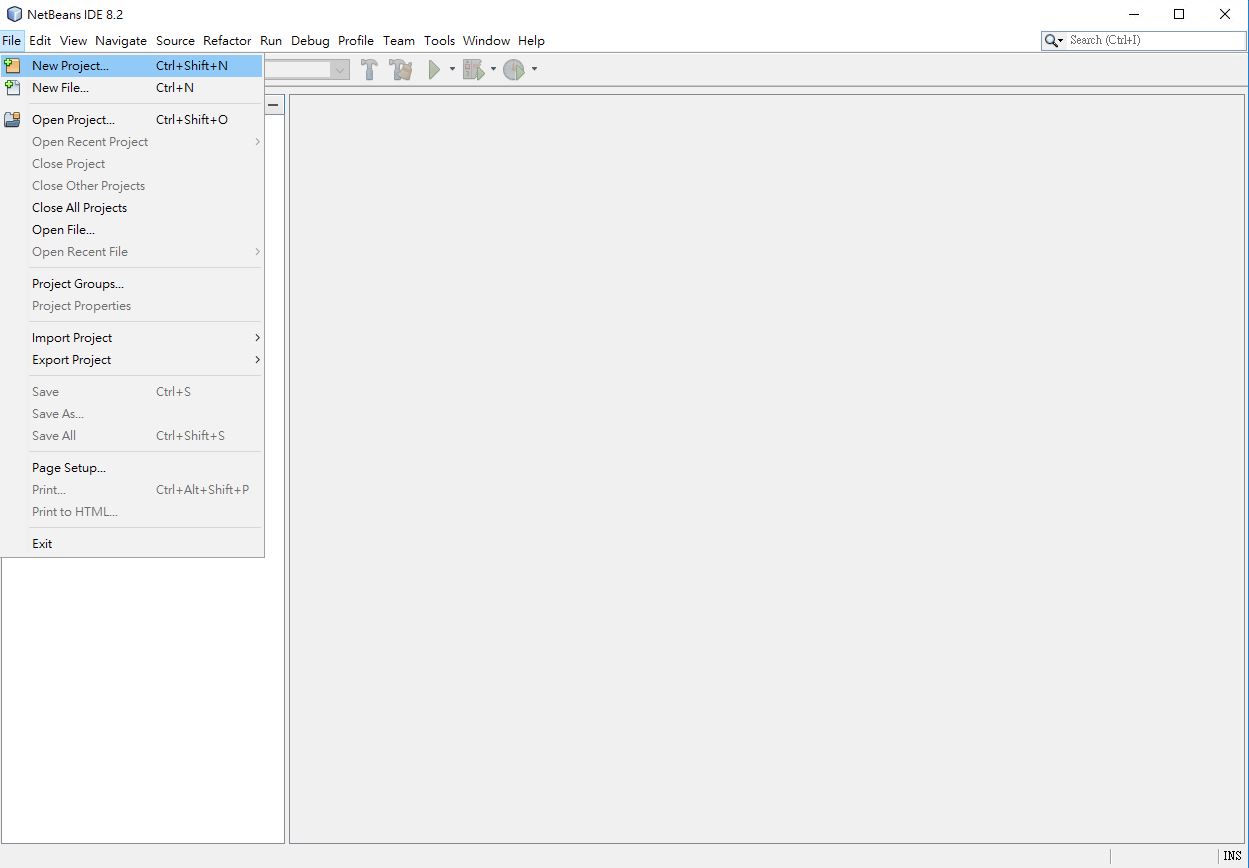 NetBeans IDE 8.2
File Edit View Navigate Source Refactor Run Debug Profile Team Tools Window Help
Search (Ctrl+I)
New Project... Ctrl+Shift+N
New File... Ctrl+N
Open Project... Ctrl+Shift+O
Open Recent Project
Close Project
Close Other Projects
Close All Projects
Open File...
Open Recent File
Project Groups...
Project Properties
Import Project
Export Project
Save Ctrl+S
Save As...
Save All Ctrl+Shift+S
Page Setup...
Print... Ctrl+Alt+Shift+P
Print to HTML...
Exit
INS